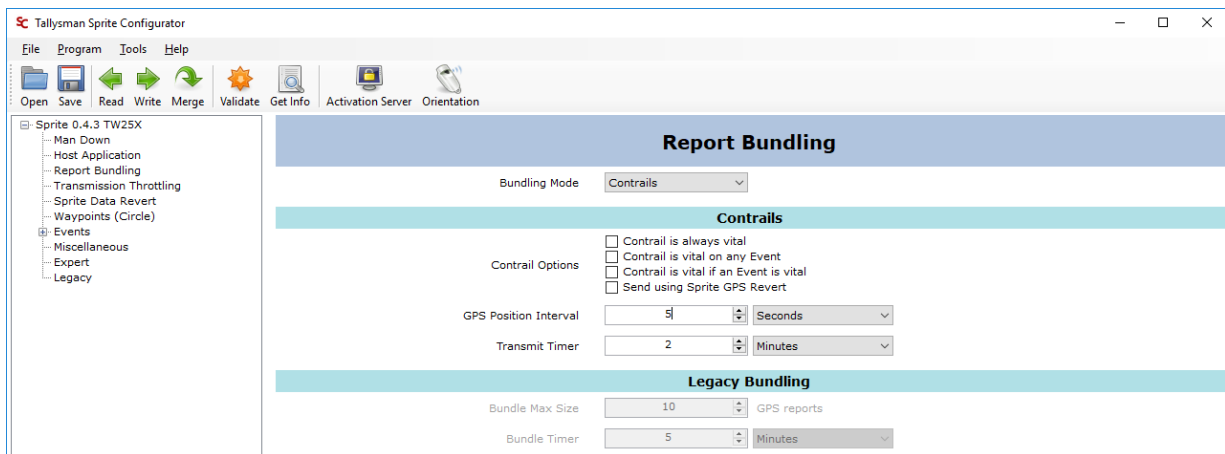 SC Tallysman Sprite Configurator
File Program Tools Help
Open Save Read Write Merge Validate Get Info Activation Server Orientation
Sprite 0.4.3 TW25X
Man Down
Host Application
Report Bundling
Transmission Throttling
Sprite Data Revert
Waypoints (Circle)
Events
Miscellaneous
Expert
Legacy
Report Bundling
Bundling Mode Contrails
Contrails
Contrail Options
Contrail is always vital
Contrail is vital on any Event
Contrail is vital if an Event is vital
Send using Sprite GPS Revert
GPS Position Interval 5 Seconds
Transmit Timer 2 Minutes
Legacy Bundling
Bundle Max Size 10 GPS reports
Bundle Timer 5 Minutes